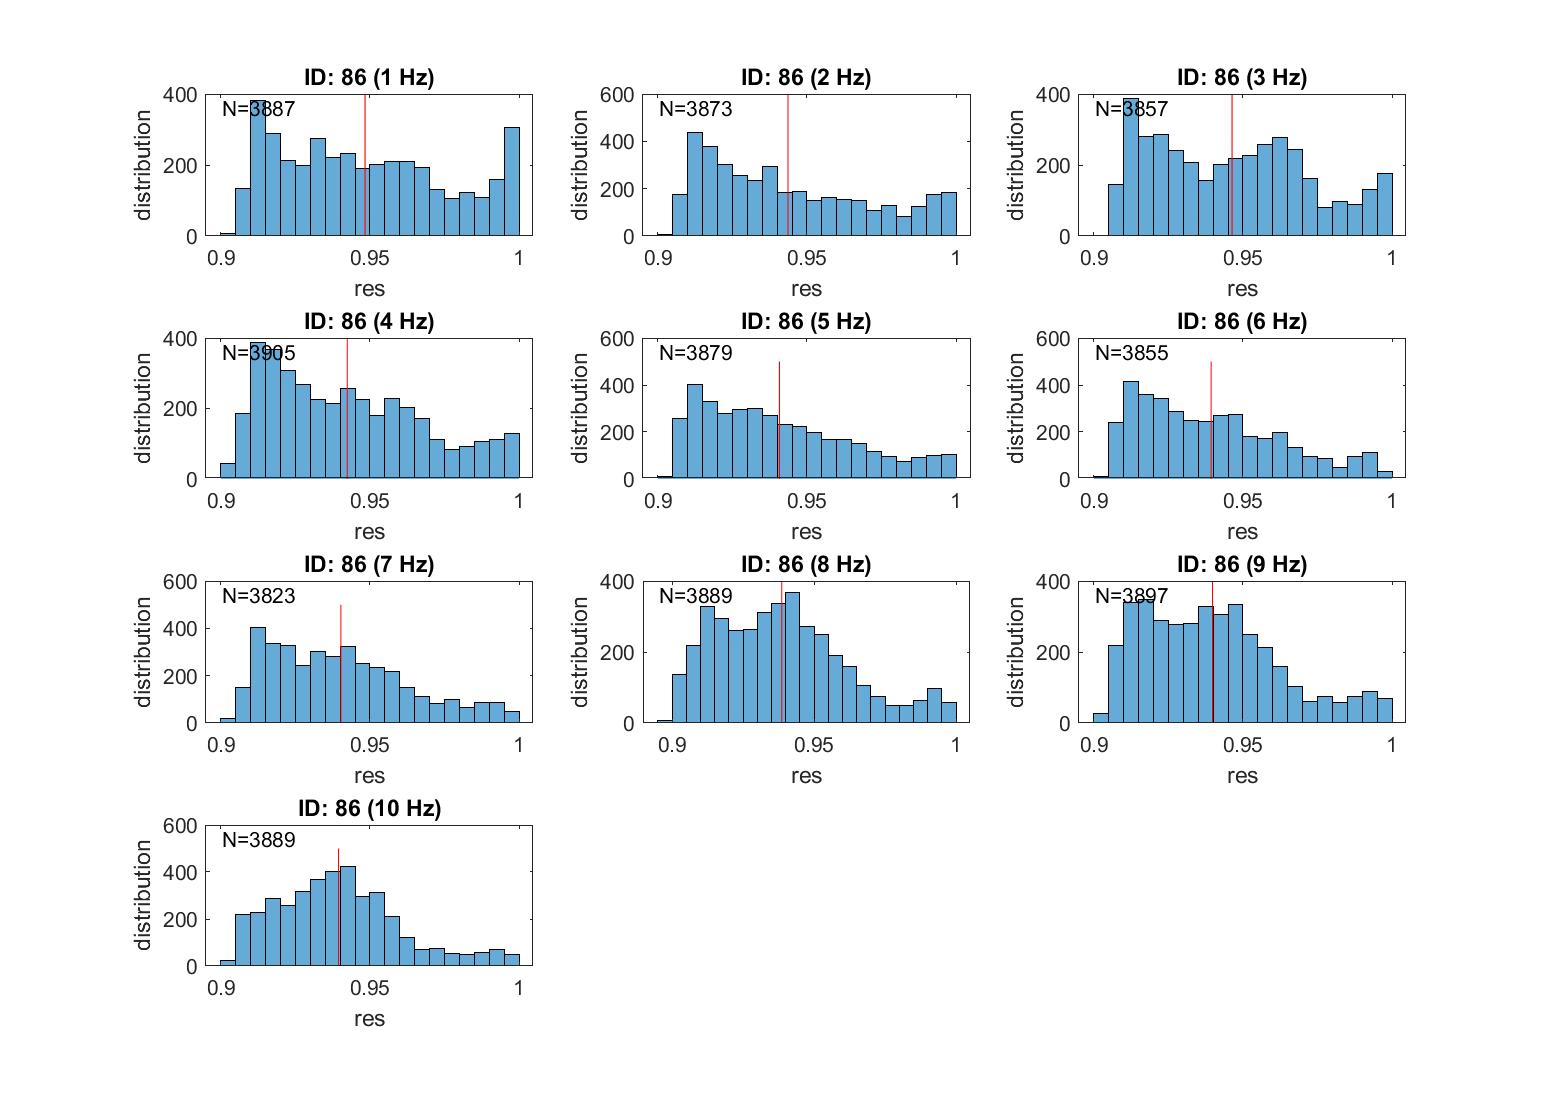 ID: 86 (1 Hz)
N=3887
400
200
0
distribution
0.9 0.95 1
res
ID: 86 (2 Hz)
N=3873
600
400
200
0
distribution
0.9 0.95 1
res
ID: 86 (3 Hz)
N=3857
400
200
0
distribution
0.9 0.95 1
res
ID: 86 (4 Hz)
N=3905
400
200
0
distribution
0.9 0.95 1
res
ID: 86 (5 Hz)
N=3879
600
400
200
0
distribution
0.9 0.95 1
res
ID: 86 (6 Hz)
N=3855
600
400
200
0
distribution
0.9 0.95 1
res
ID: 86 (7 Hz)
N=3823
600
400
200
0
distribution
0.9 0.95 1
res
ID: 86 (8 Hz)
N=3889
400
200
0
distribution
0.9 0.95 1
res
ID: 86 (9 Hz)
N=3897
400
200
0
distribution
0.9 0.95 1
res
ID: 86 (10 Hz)
N=3889
600
400
200
0
distribution
0.9 0.95 1
res